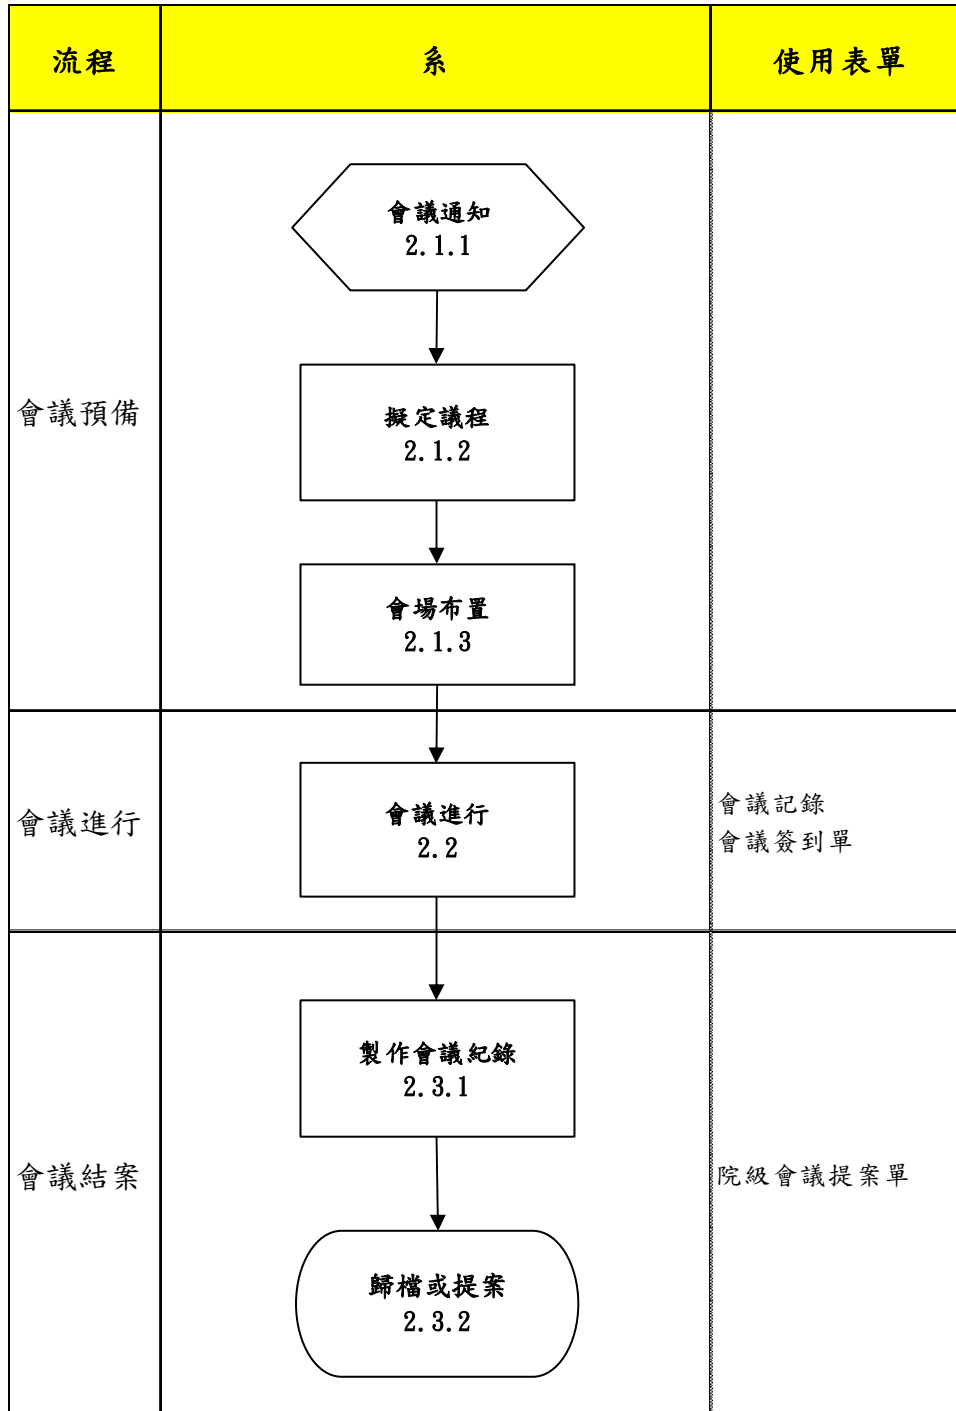 流程
系
使用表單
會議預備
會議通知
2.1.1
擬定議程
2.1.2
會場布置
2.1.3
會議進行
會議進行
2.2
會議記錄
會議簽到單
會議結案
製作會議紀錄
2.3.1
歸檔或提案
2.3.2
院級會議提案單